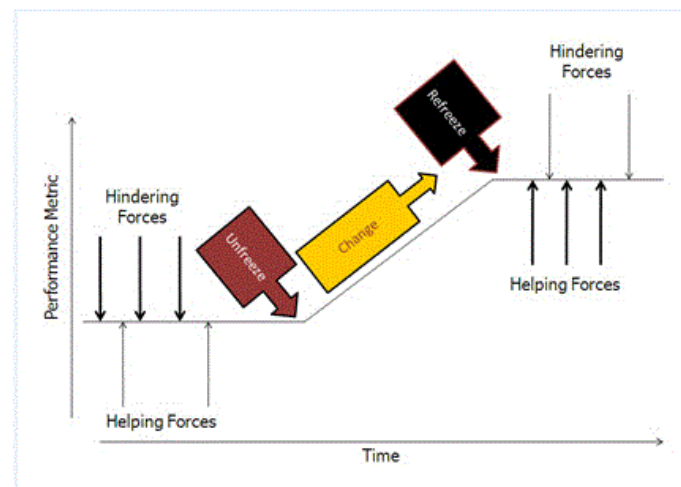 Hindering
Forces
Refreeze
Performance Metric
Hindering
Forces
Unfreeze
Change
Helping Forces
Helping Forces
Time